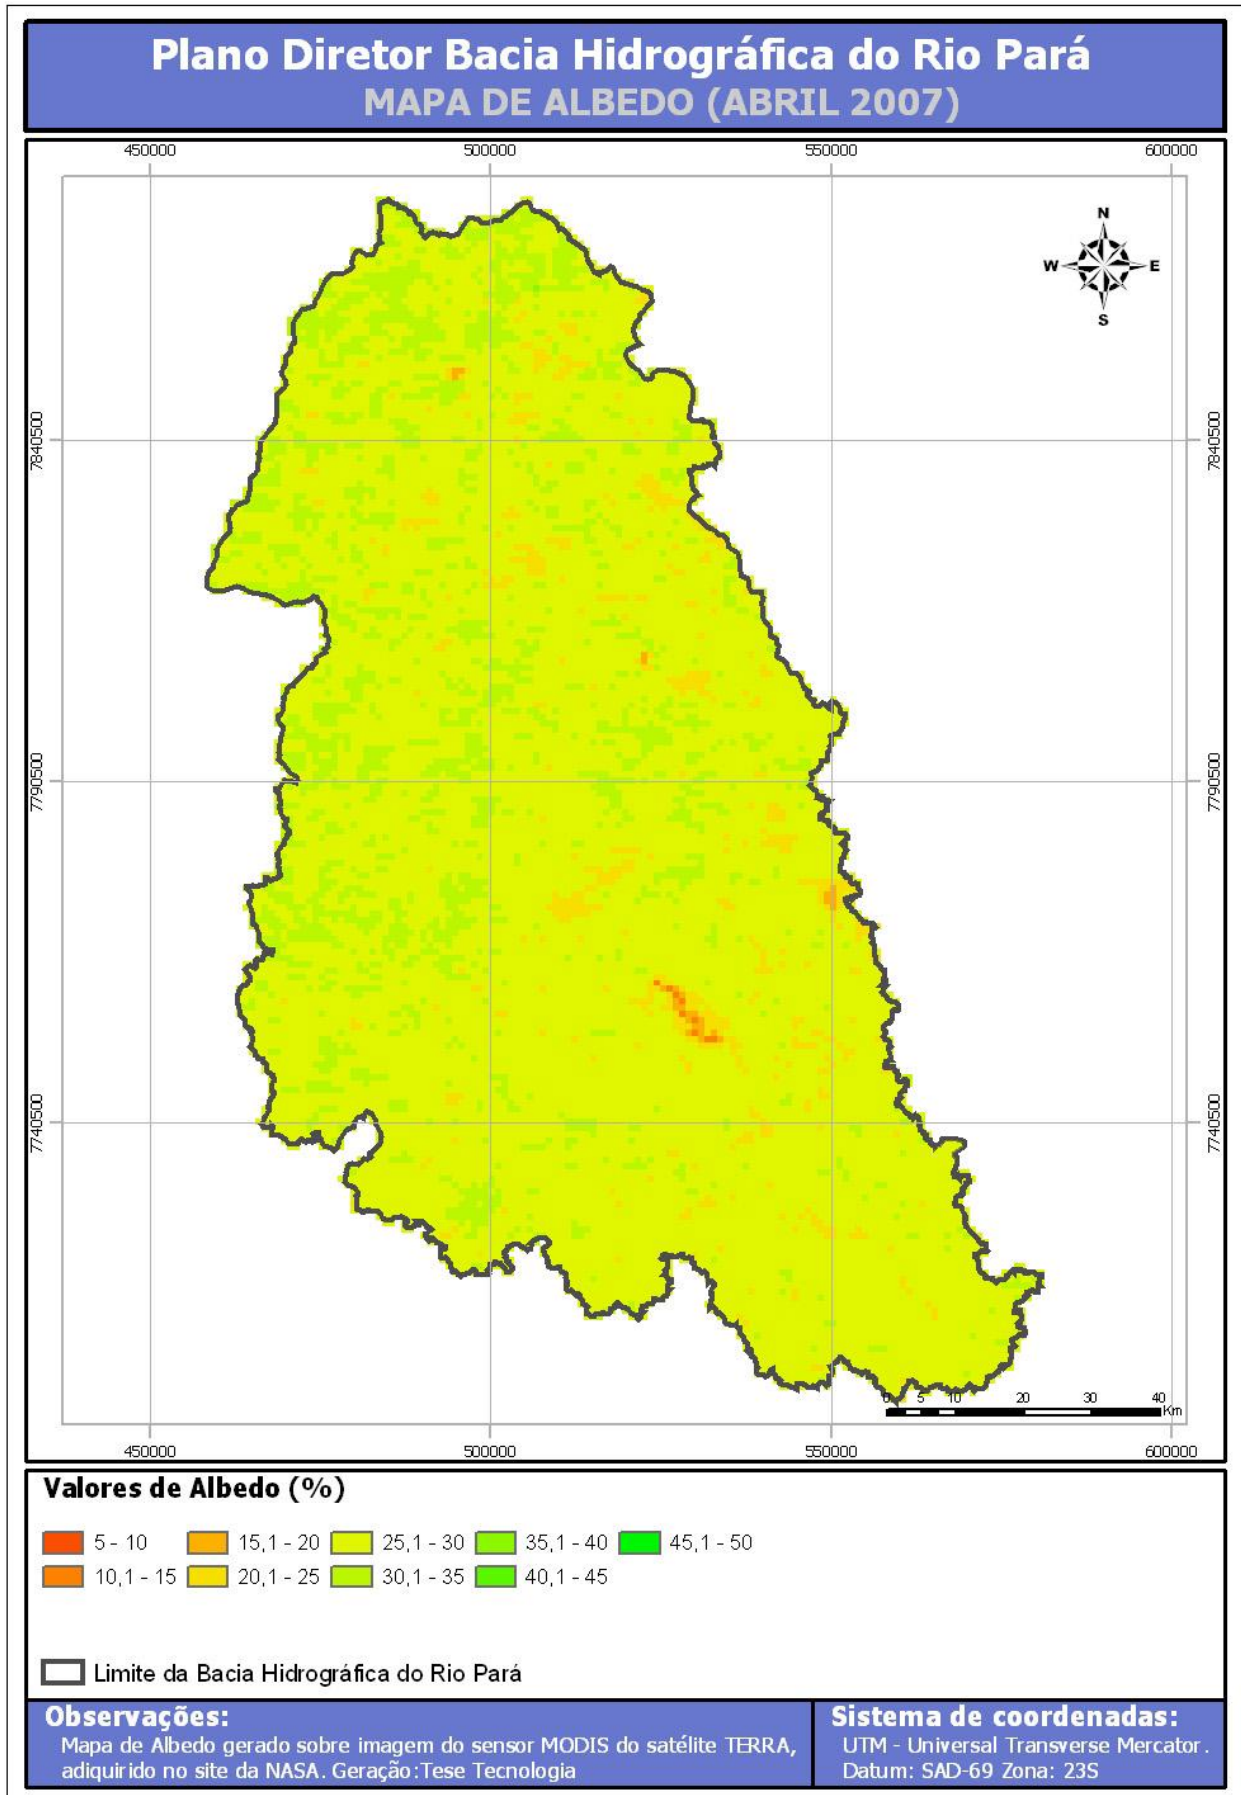 Plano Diretor Bacia Hidrográfica do Rio Pará
MAPA DE ALBEDO (ABRIL 2007)
450000 500000 550000 600000
N
W E
S
7840500 7840500
7790500 7790500
7740500 7740500
0 5 10 20 30 40
Km
450000 500000 550000 600000
Valores de Albedo (%)
5 - 10 15,1 - 20 25,1 - 30 35,1 - 40 45,1 - 50
10,1 - 15 20,1 - 25 30,1 - 35 40,1 - 45
Limite da Bacia Hidrográfica do Rio Pará
Observações:
Mapa de Albedo gerado sobre imagem do sensor MODIS do satélite TERRA,
adiquirido no site da NASA. Geração:Tese Tecnologia
Sistema de coordenadas:
UTM - Universal Transverse Mercator.
Datum: SAD-69 Zona: 23S